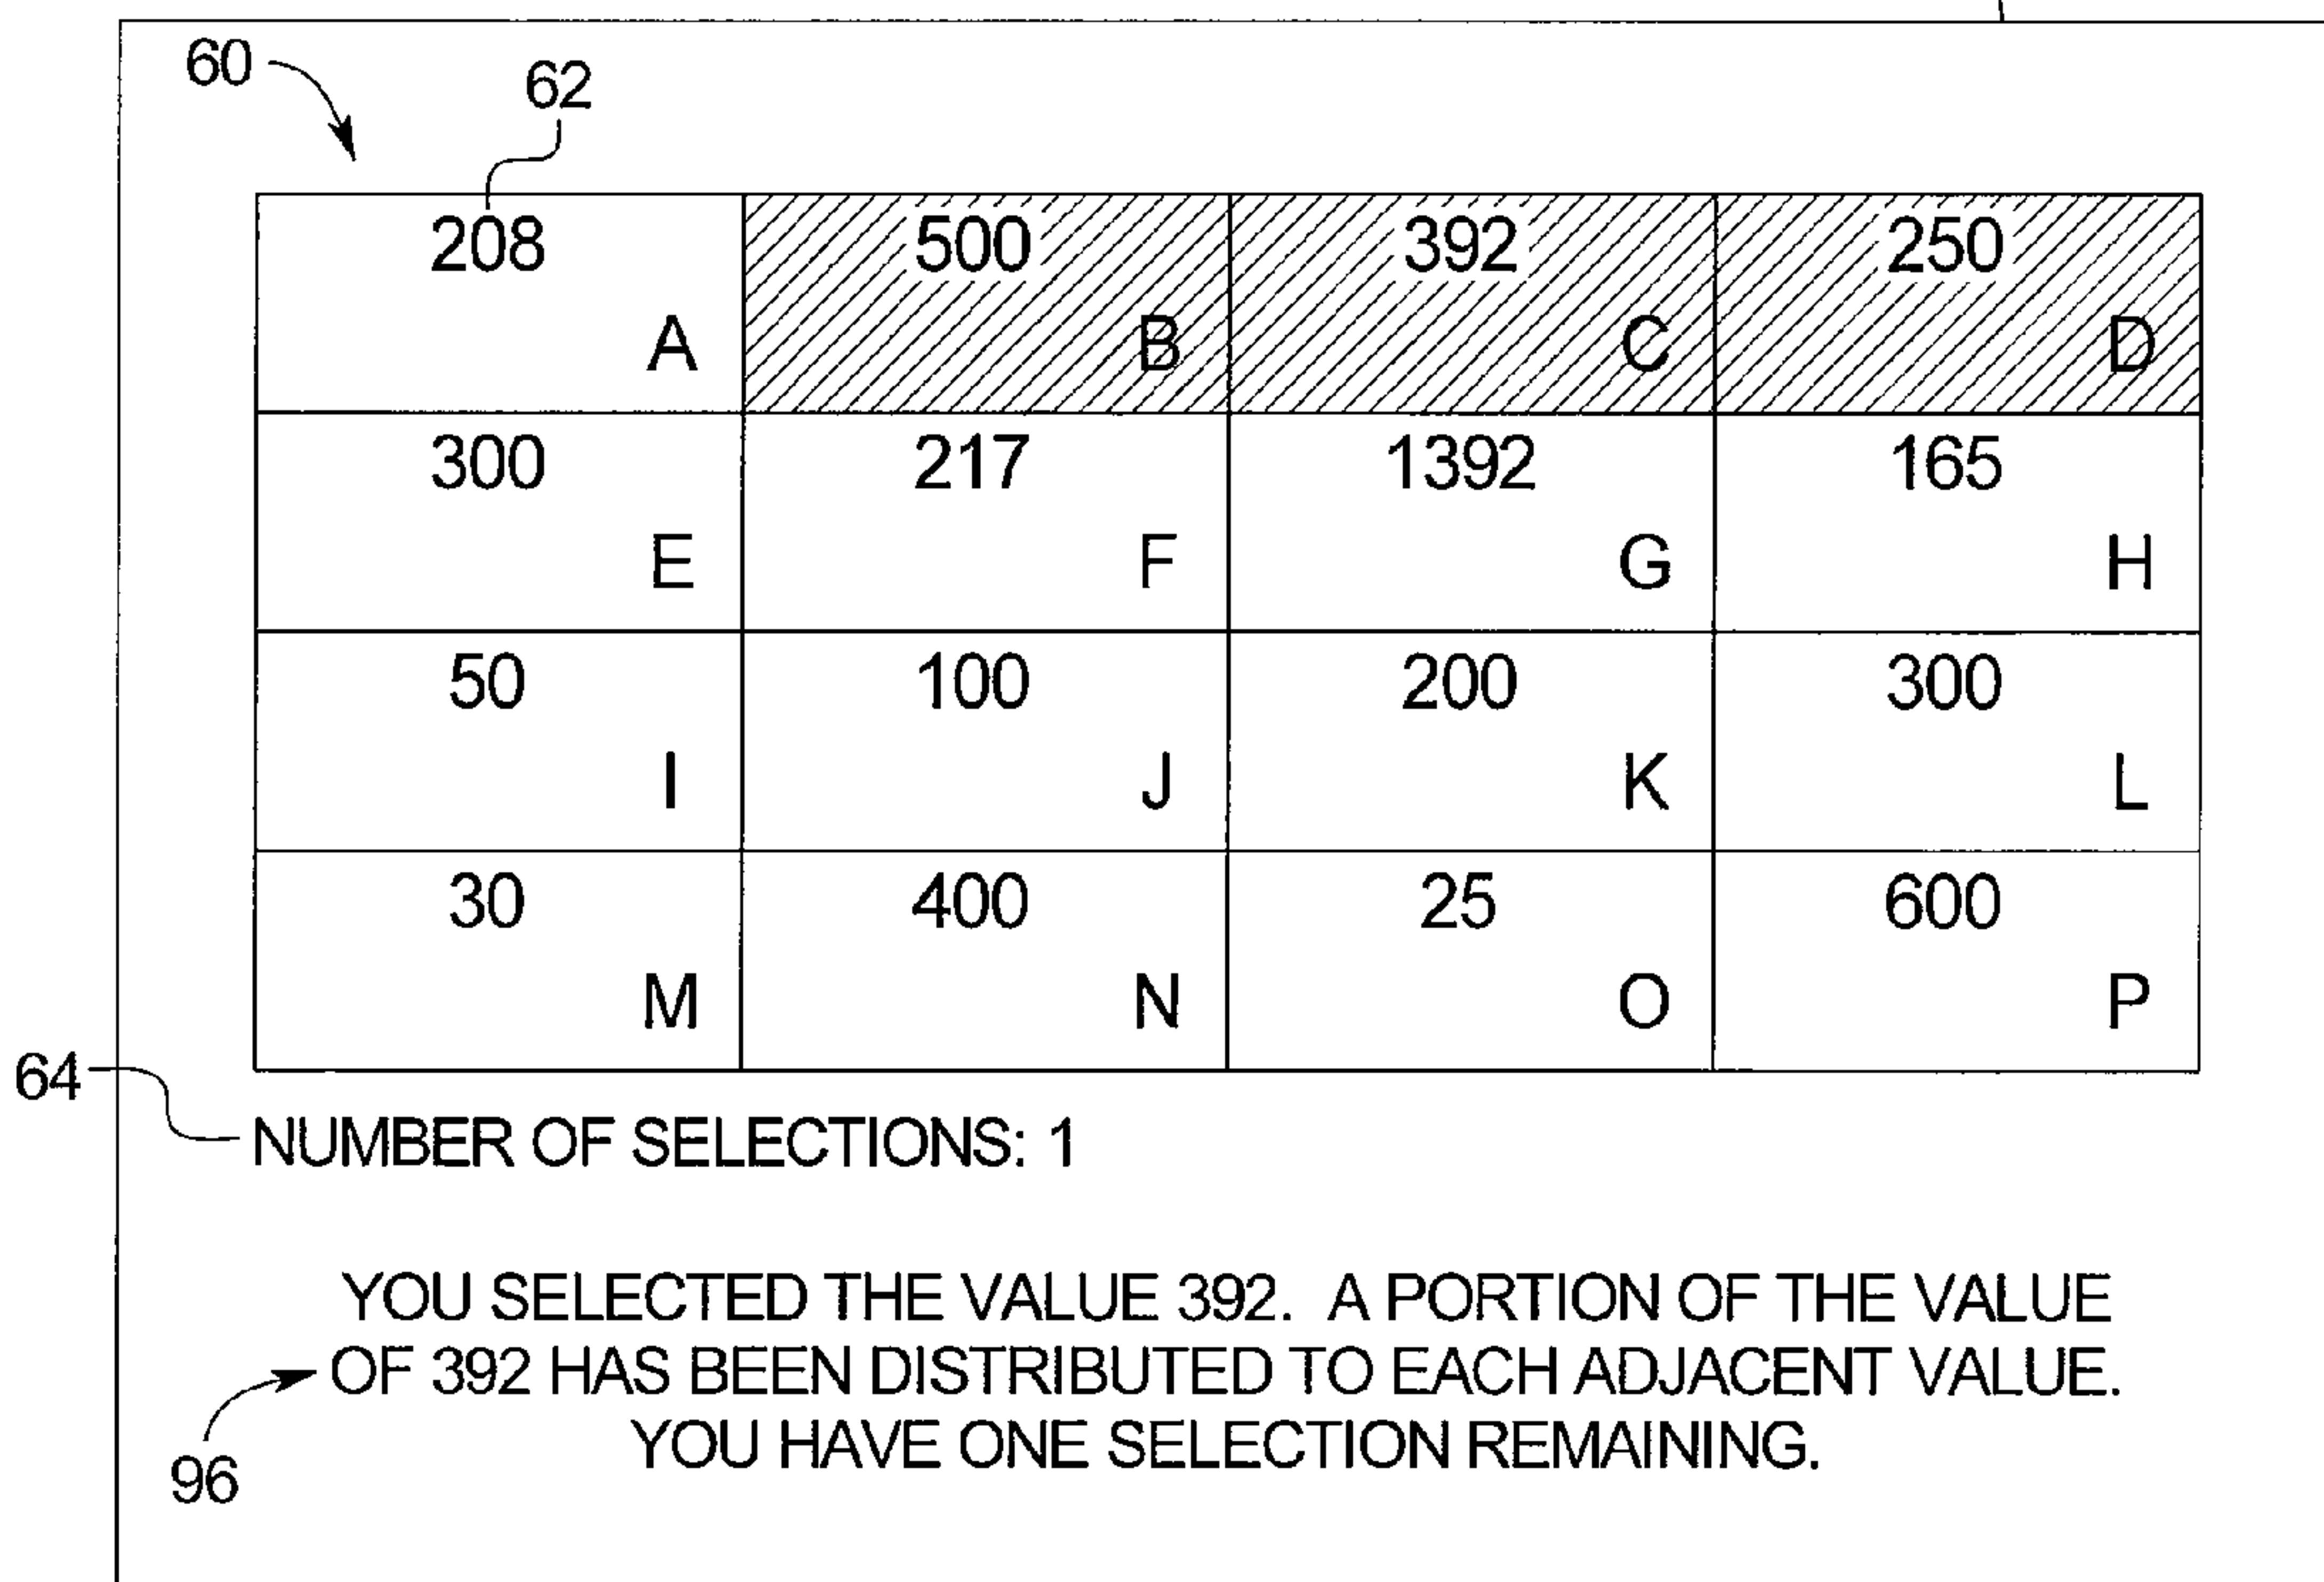 60
62
208 500 392 250
A B C D
300 217 1392 165
E F G H
50 100 200 300
I J K L
30 400 25 600
M N O P
64
NUMBER OF SELECTIONS: 1
YOU SELECTED THE VALUE 392. A PORTION OF THE VALUE
OF 392 HAS BEEN DISTRIBUTED TO EACH ADJACENT VALUE.
YOU HAVE ONE SELECTION REMAINING.
96